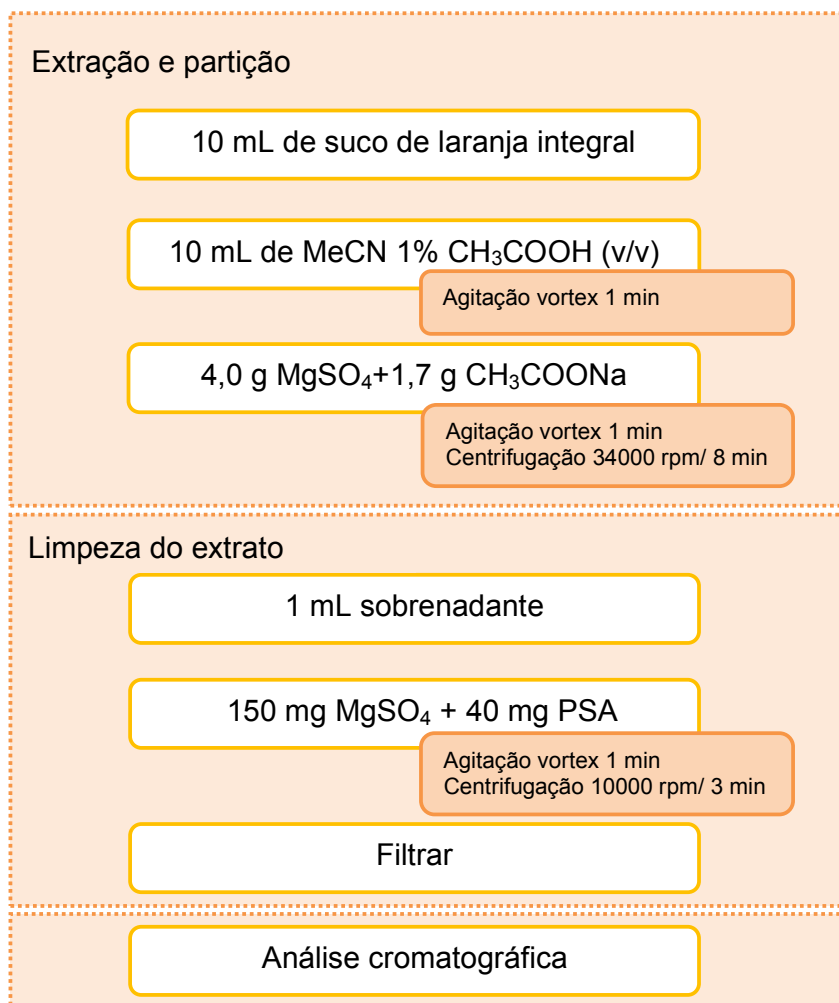 Extração e partição
10 mL de suco de laranja integral
10 mL de MeCN 1% CH₃COOH (v/v)
Agitação vortex 1 min
4,0 g MgSO₄+1,7 g CH₃COONa
Agitação vortex 1 min
Centrifugação 34000 rpm/ 8 min
Limpeza do extrato
1 mL sobrenadante
150 mg MgSO₄ + 40 mg PSA
Agitação vortex 1 min
Centrifugação 10000 rpm/ 3 min
Filtrar
Análise cromatográfica